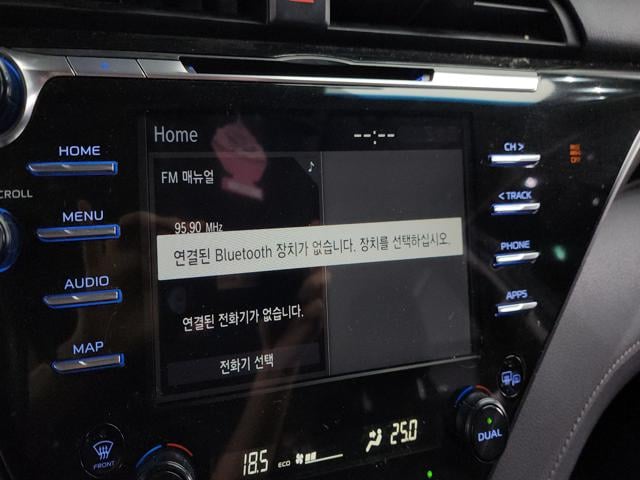 Home
--:--
FM 매뉴얼
95.90 MHz
연결된 Bluetooth 장치가 없습니다. 장치를 선택하십시오.
연결된 전화기가 없습니다.
전화기 선택
HOME
SCROLL
MENU
AUDIO
MAP
CH >
< TRACK
PHONE
APPS
FRONT
18.5
ECO
25.0
DUAL